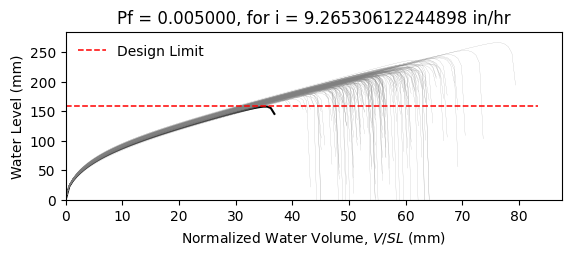 Pf = 0.005000, for i = 9.26530612244898 in/hr
Design Limit
Water Level (mm)
250
200
150
100
50
0
0 10 20 30 40 50 60 70 80
Normalized Water Volume, V/SL (mm)